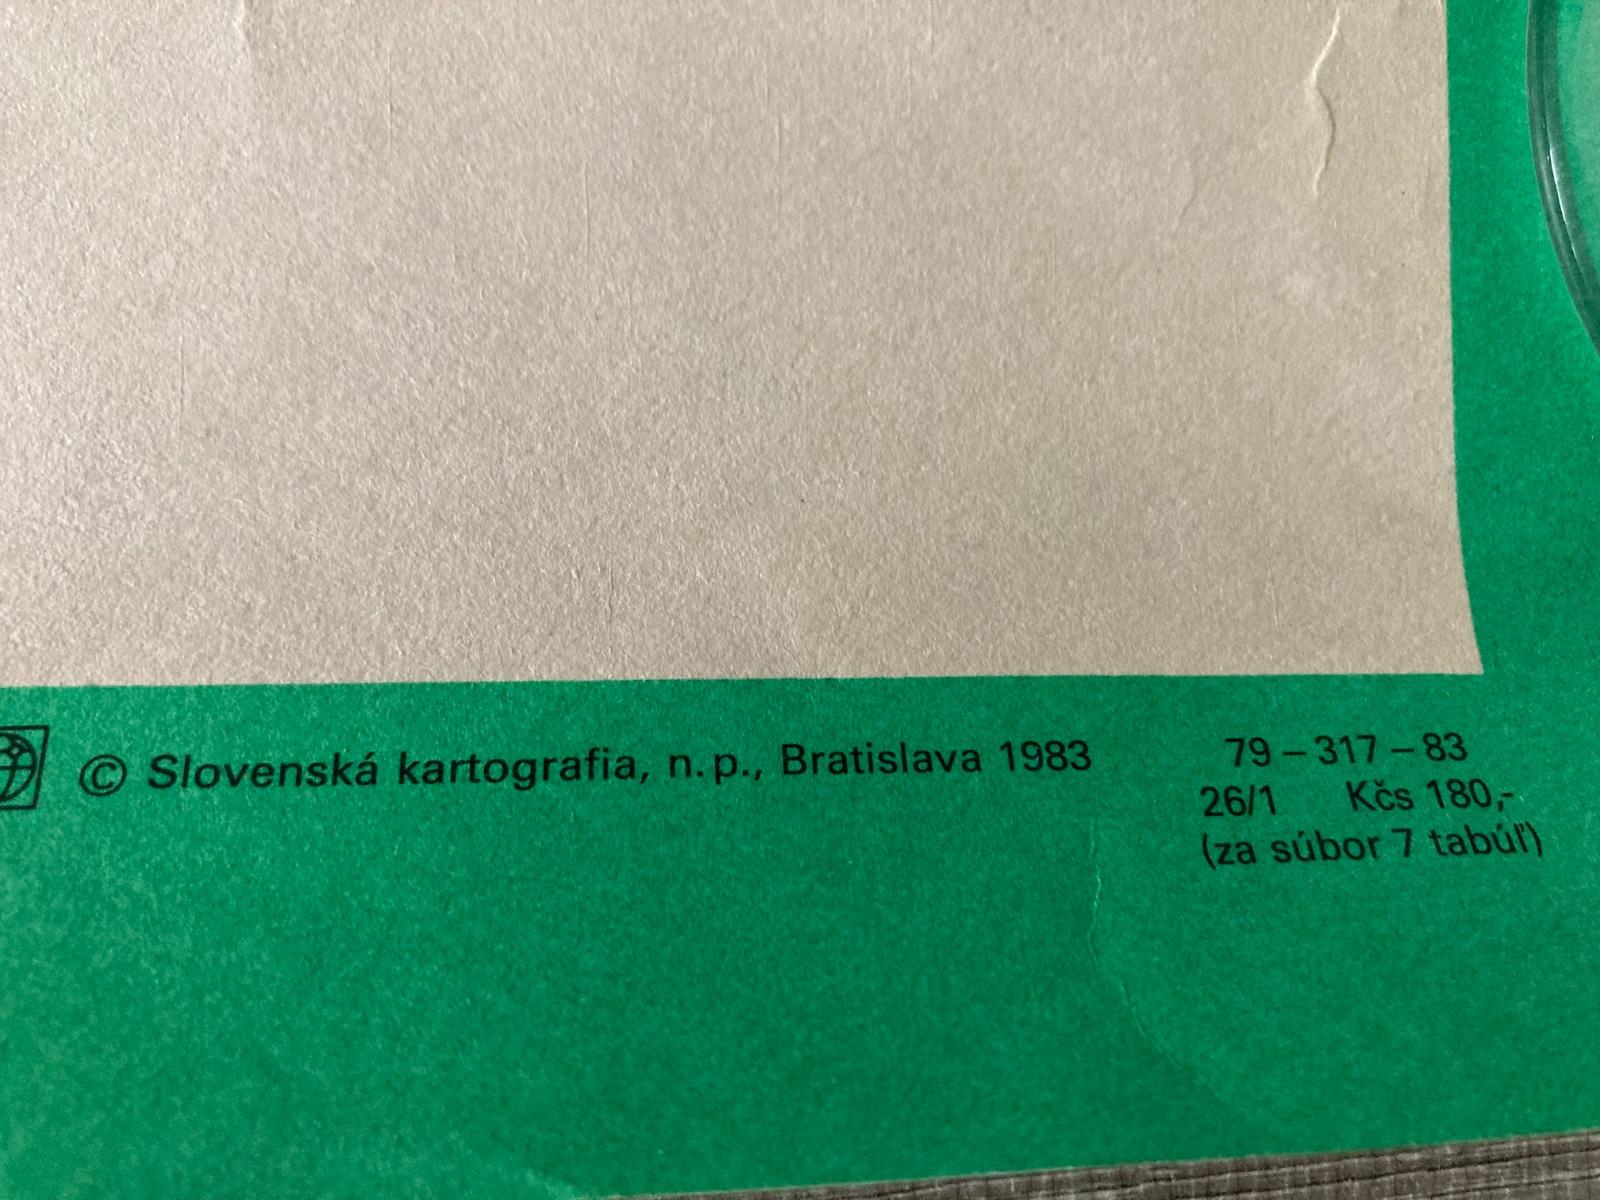 © Slovenská kartografia, n. p., Bratislava 1983
79 – 317 – 83
26/1 Kčs 180,-
(za súbor 7 tabúľ)